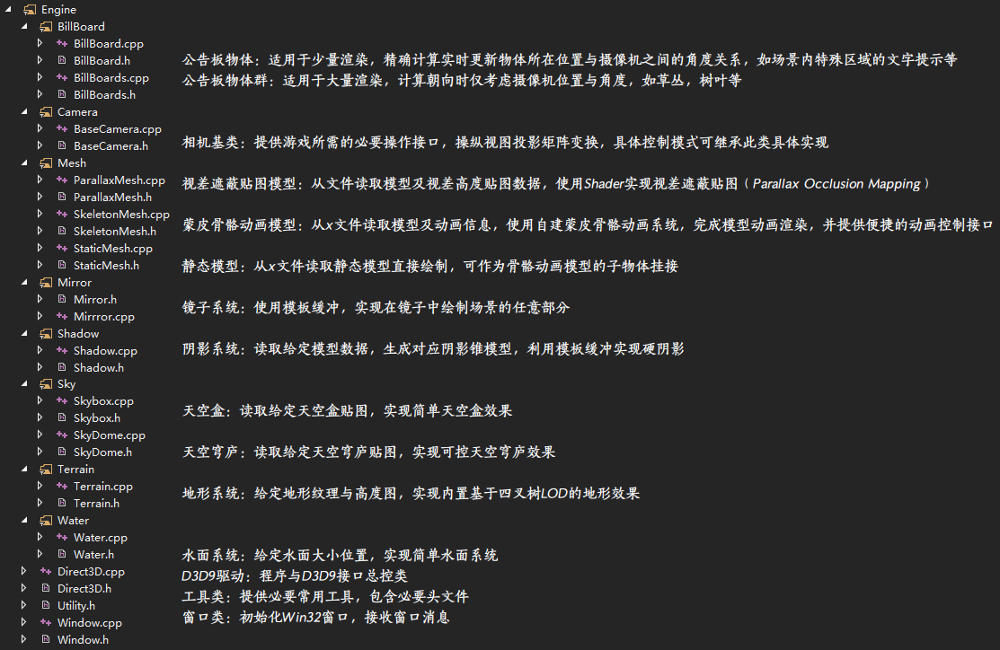 Engine
BillBoard
BillBoard.cpp
BillBoard.h
公告板物体：适用于少量渲染，精确计算实时更新物体所在位置与摄像机之间的角度关系，如场景内特殊区域的文字提示等
BillBoards.cpp
公告板物体群：适用于大量渲染，计算朝向时仅考虑摄像机位置与角度，如草丛，树叶等
BillBoards.h
Camera
BaseCamera.cpp
BaseCamera.h
相机基类：提供游戏所需的必要操作接口，操纵视图投影矩阵变换，具体控制模式可继承此类具体实现
Mesh
ParallaxMesh.cpp
视差遮蔽贴图模型：从文件读取模型及视差高度贴图数据，使用Shader实现视差遮蔽贴图（Parallax Occlusion Mapping）
ParallaxMesh.h
SkeletonMesh.cpp
蒙皮骨骼动画模型：从x文件读取模型及动画信息，使用自建蒙皮骨骼动画系统，完成模型动画渲染，并提供便捷的动画控制接口
SkeletonMesh.h
StaticMesh.cpp
StaticMesh.h
静态模型：从x文件读取静态模型直接绘制，可作为骨骼动画模型的子物体挂接
Mirror
Mirror.h
镜子系统：使用模板缓冲，实现在镜子中绘制场景的任意部分
Mirrror.cpp
Shadow
Shadow.cpp
阴影系统：读取给定模型数据，生成对应阴影锥模型，利用模板缓冲实现硬阴影
Shadow.h
Sky
Skybox.cpp
天空盒：读取给定天空盒贴图，实现简单天空盒效果
Skybox.h
SkyDome.cpp
SkyDome.h
天空穹庐：读取给定天空穹庐贴图，实现可控天空穹庐效果
Terrain
Terrain.cpp
地形系统：给定地形纹理与高度图，实现内置基于四叉树LOD的地形效果
Terrain.h
Water
Water.cpp
Water.h
水面系统：给定水面大小位置，实现简单水面系统
Direct3D.cpp
D3D9驱动：程序与D3D9接口总控类
Direct3D.h
工具类：提供必要常用工具，包含必要头文件
Utility.h
窗口类：初始化Win32窗口，接收窗口消息
Window.cpp
Window.h